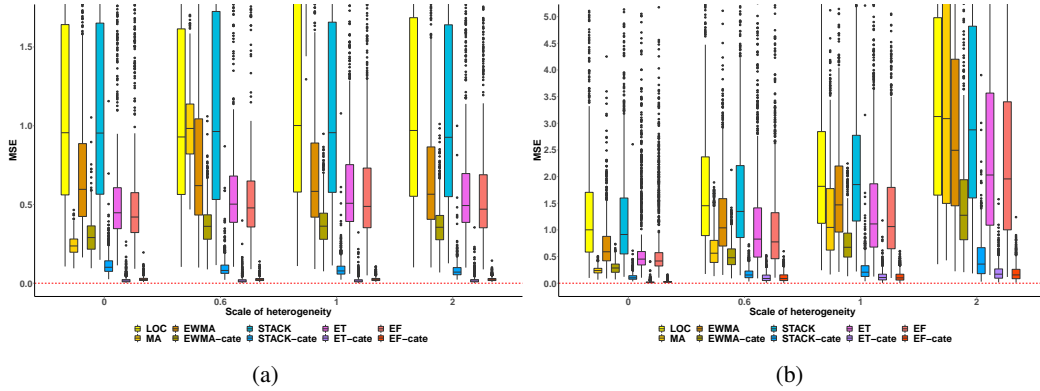 1.5
1.0
MSE
0.5
0.0
0
0.6
1
2
Scale of heterogeneity
LOC EWMA STACK ET EF
MA EWMA−cate STACK−cate ET−cate EF−cate
(a)
5.0
4.5
4.0
3.5
3.0
MSE
2.5
2.0
1.5
1.0
0.5
0.0
0
0.6
1
2
Scale of heterogeneity
LOC EWMA STACK ET EF
MA EWMA−cate STACK−cate ET−cate EF−cate
(b)